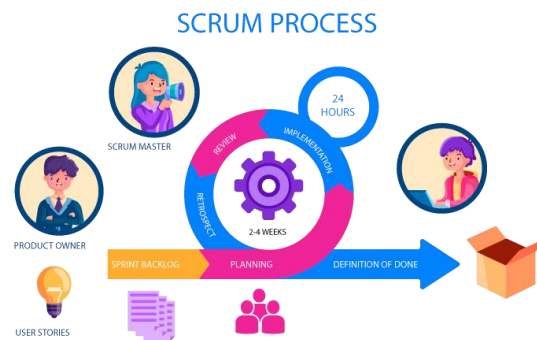 SCRUM PROCESS
24
HOURS
SCRUM MASTER
REVIEW
IMPLEMENTATION
RETROSPECT
2-4 WEEKS
PRODUCT OWNER
SPRINT BACKLOG
PLANNING
DEFINITION OF DONE
USER STORIES